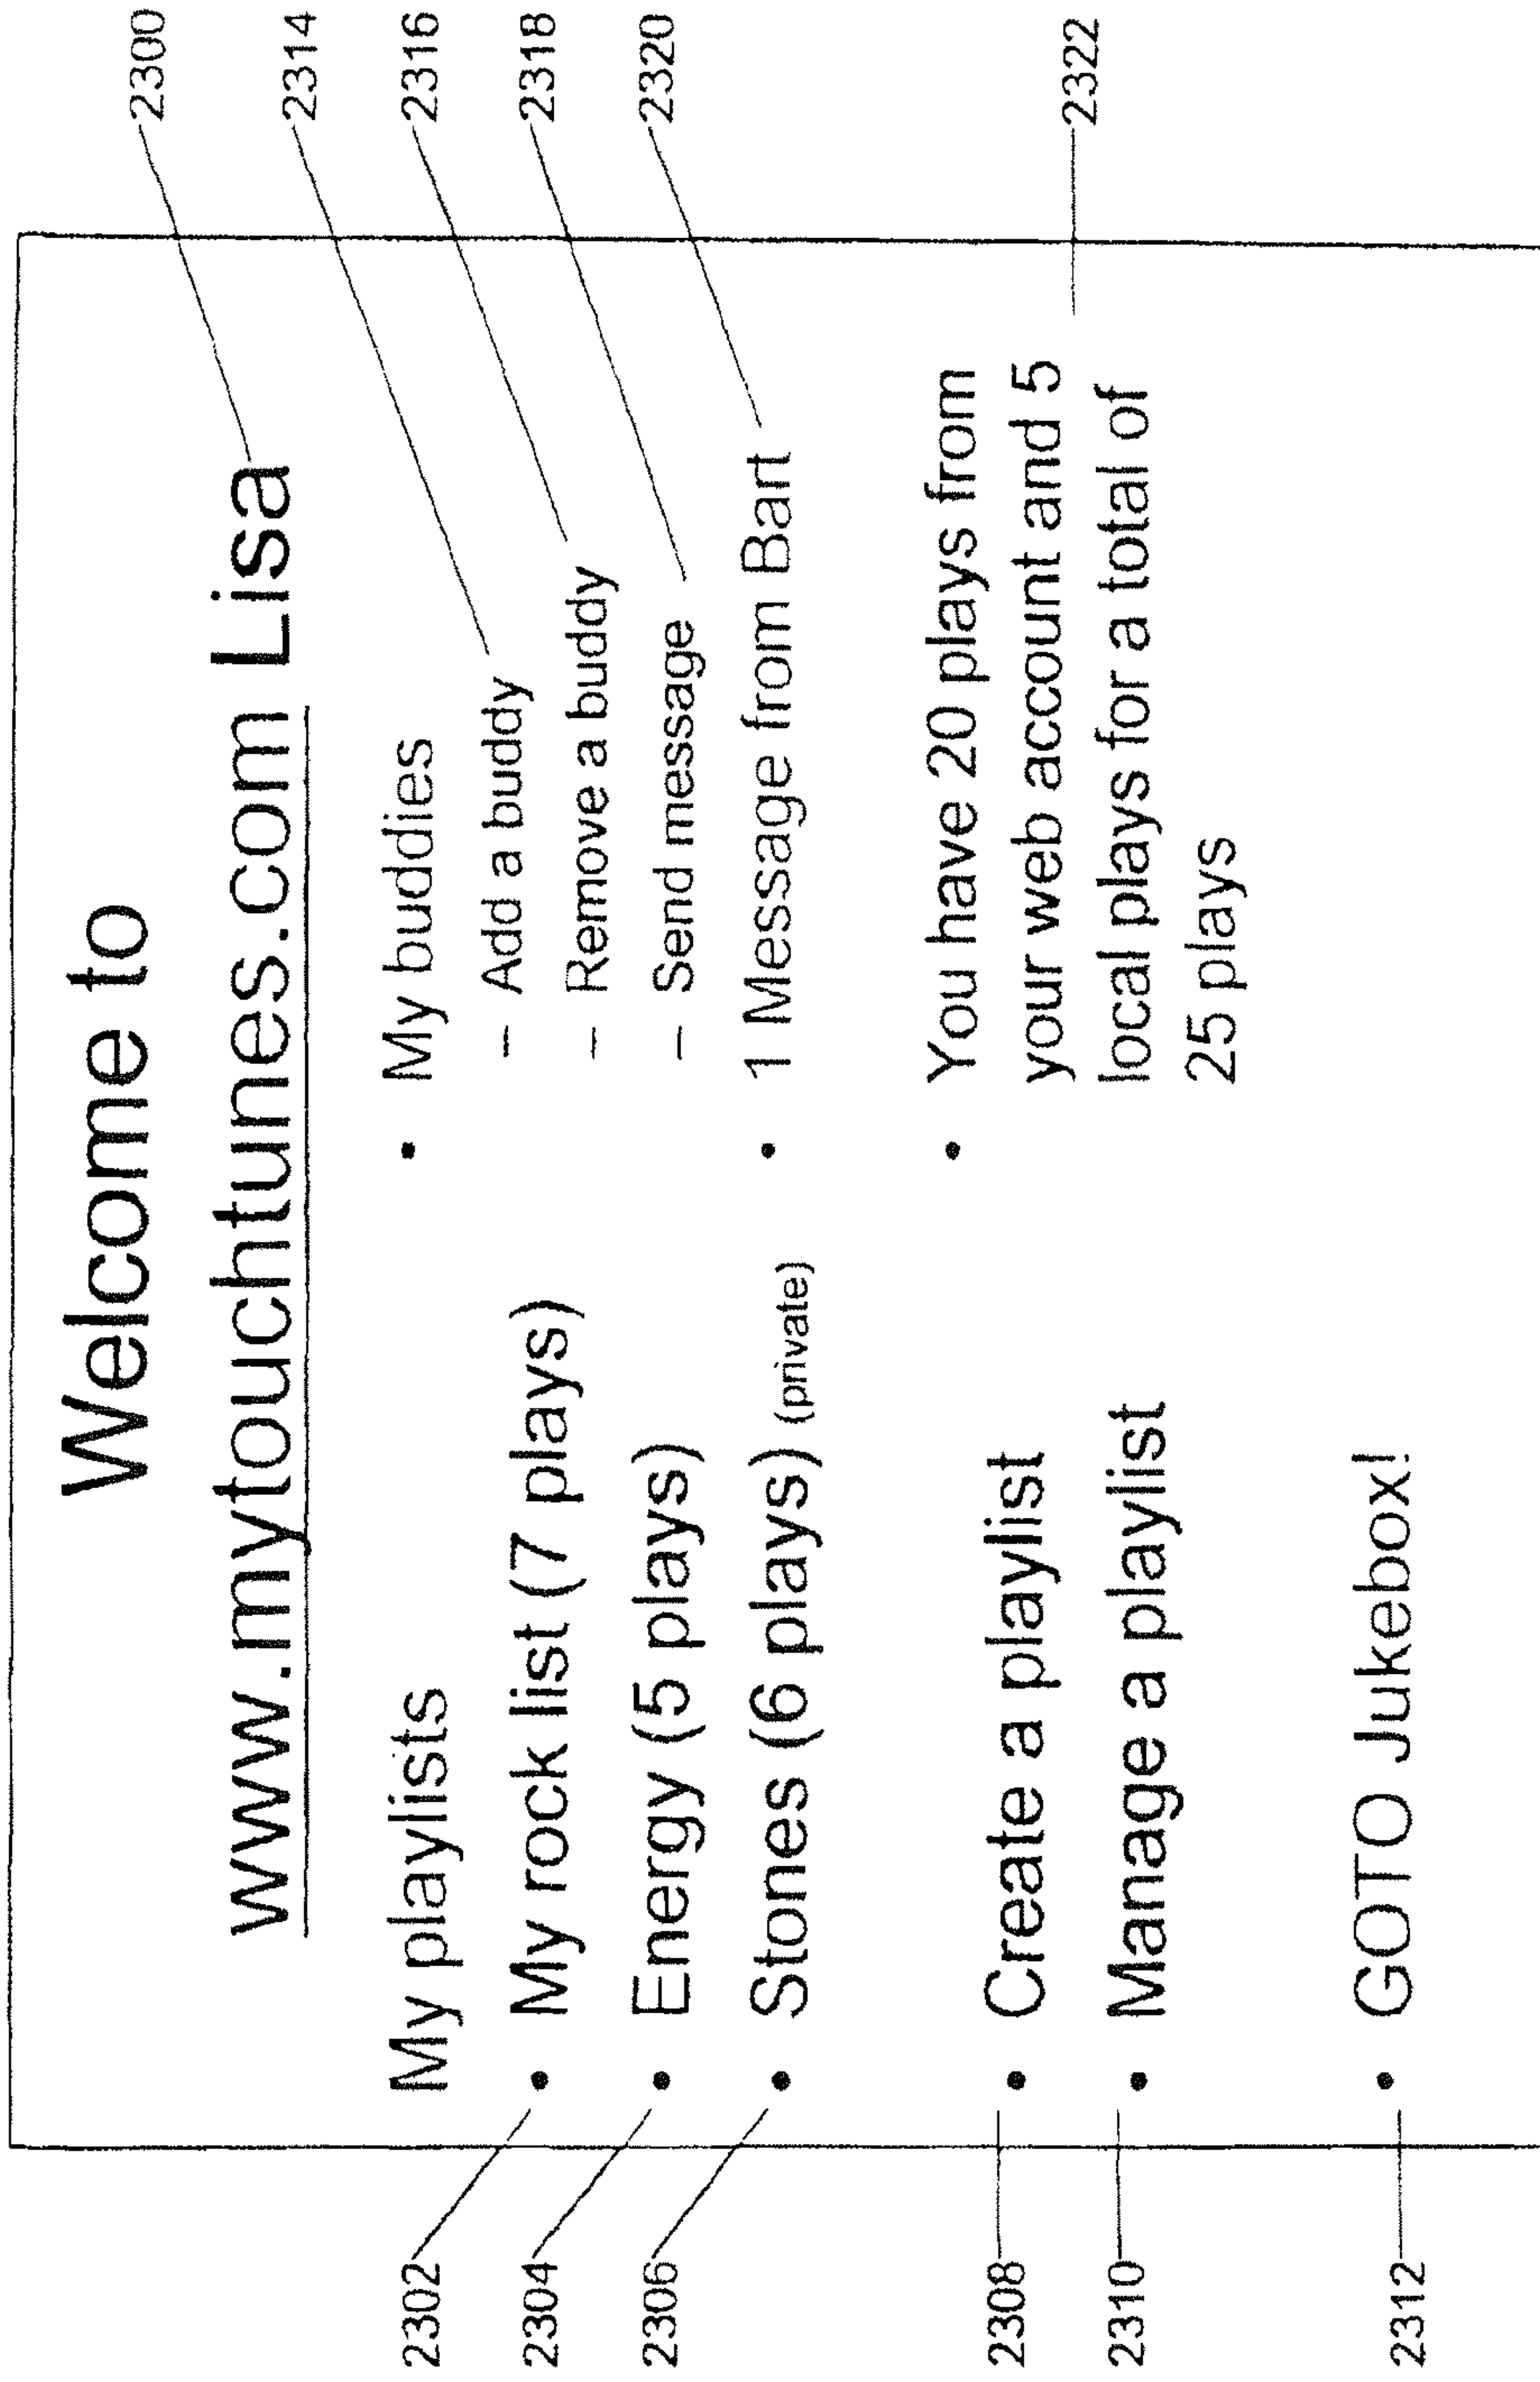 Welcome to
www.mytouchtunes.com Lisa
2300
My playlists
2302
• My rock list (7 plays)
2304
• Energy (5 plays)
2306
• Stones (6 plays) (private)
2308
• Create a playlist
2310
• Manage a playlist
2312
• GOTO Jukebox!
• My buddies
– Add a buddy
2314
– Remove a buddy
2316
– Send message
2318
• 1 Message from Bart
2320
• You have 20 plays from
your web account and 5
local plays for a total of
25 plays
2322